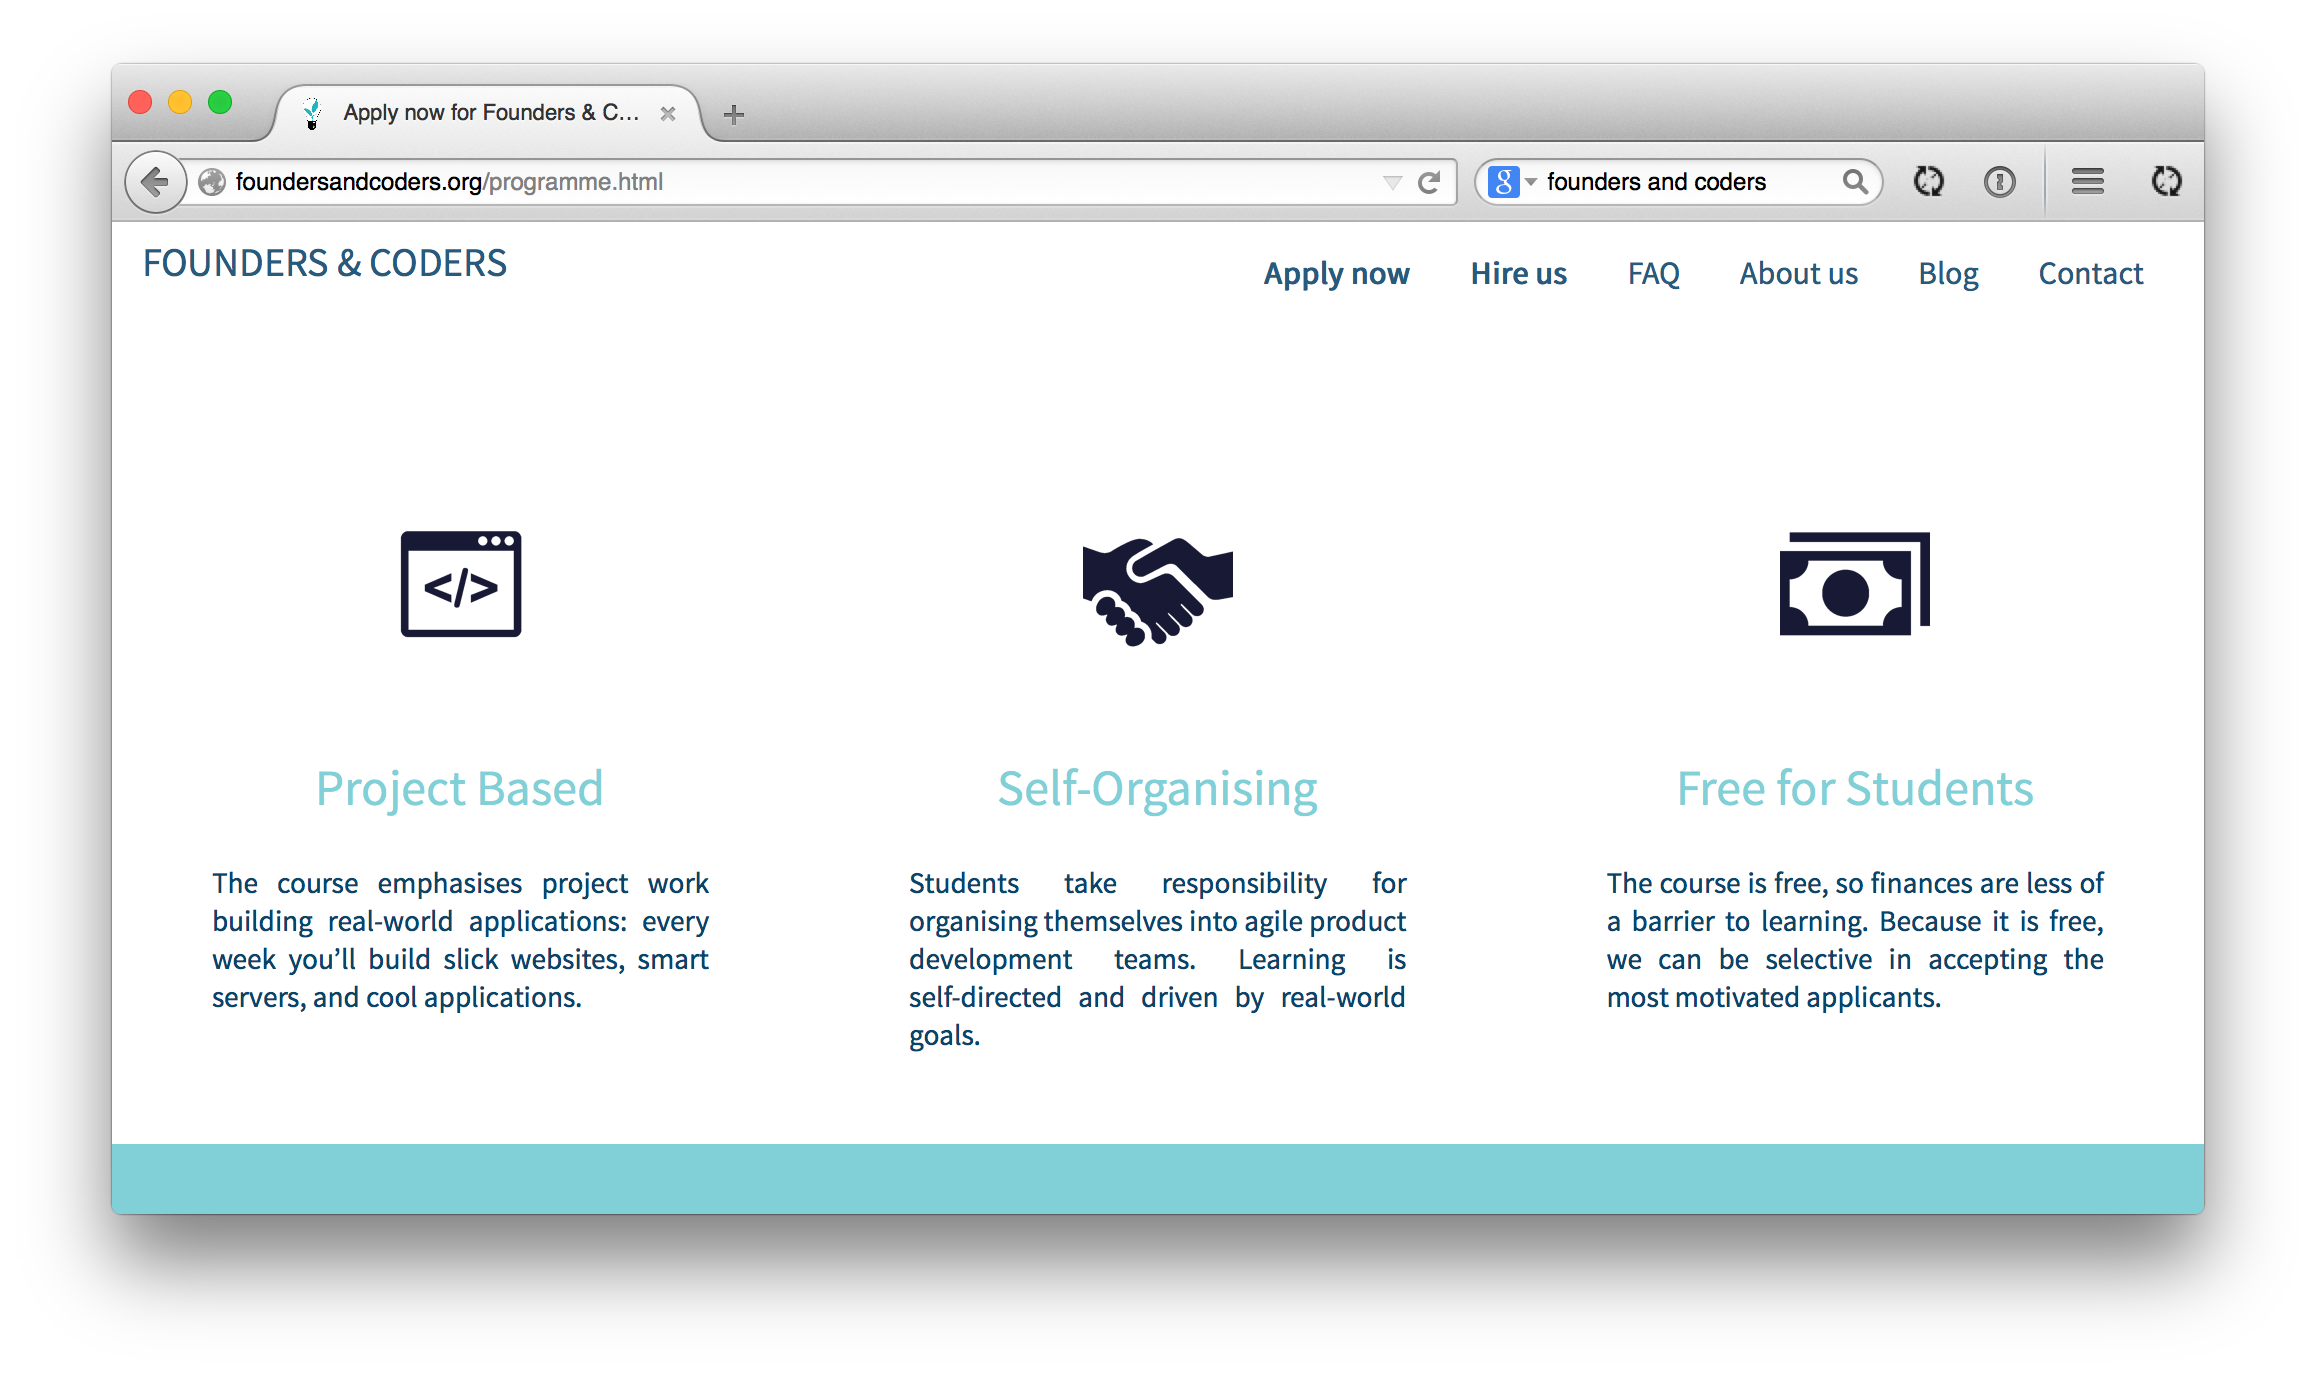 Apply now for Founders & C...
foundersandcoders.org/programme.html
g
founders and coders
FOUNDERS & CODERS
Apply now
Hire us
FAQ
About us
Blog
Contact
</>
Project Based
The course emphasises project work
building real-world applications: every
week you’ll build slick websites, smart
servers, and cool applications.
Self-Organising
Students take responsibility for
organising themselves into agile product
development teams. Learning is
self-directed and driven by real-world
goals.
Free for Students
The course is free, so finances are less of
a barrier to learning. Because it is free,
we can be selective in accepting the
most motivated applicants.